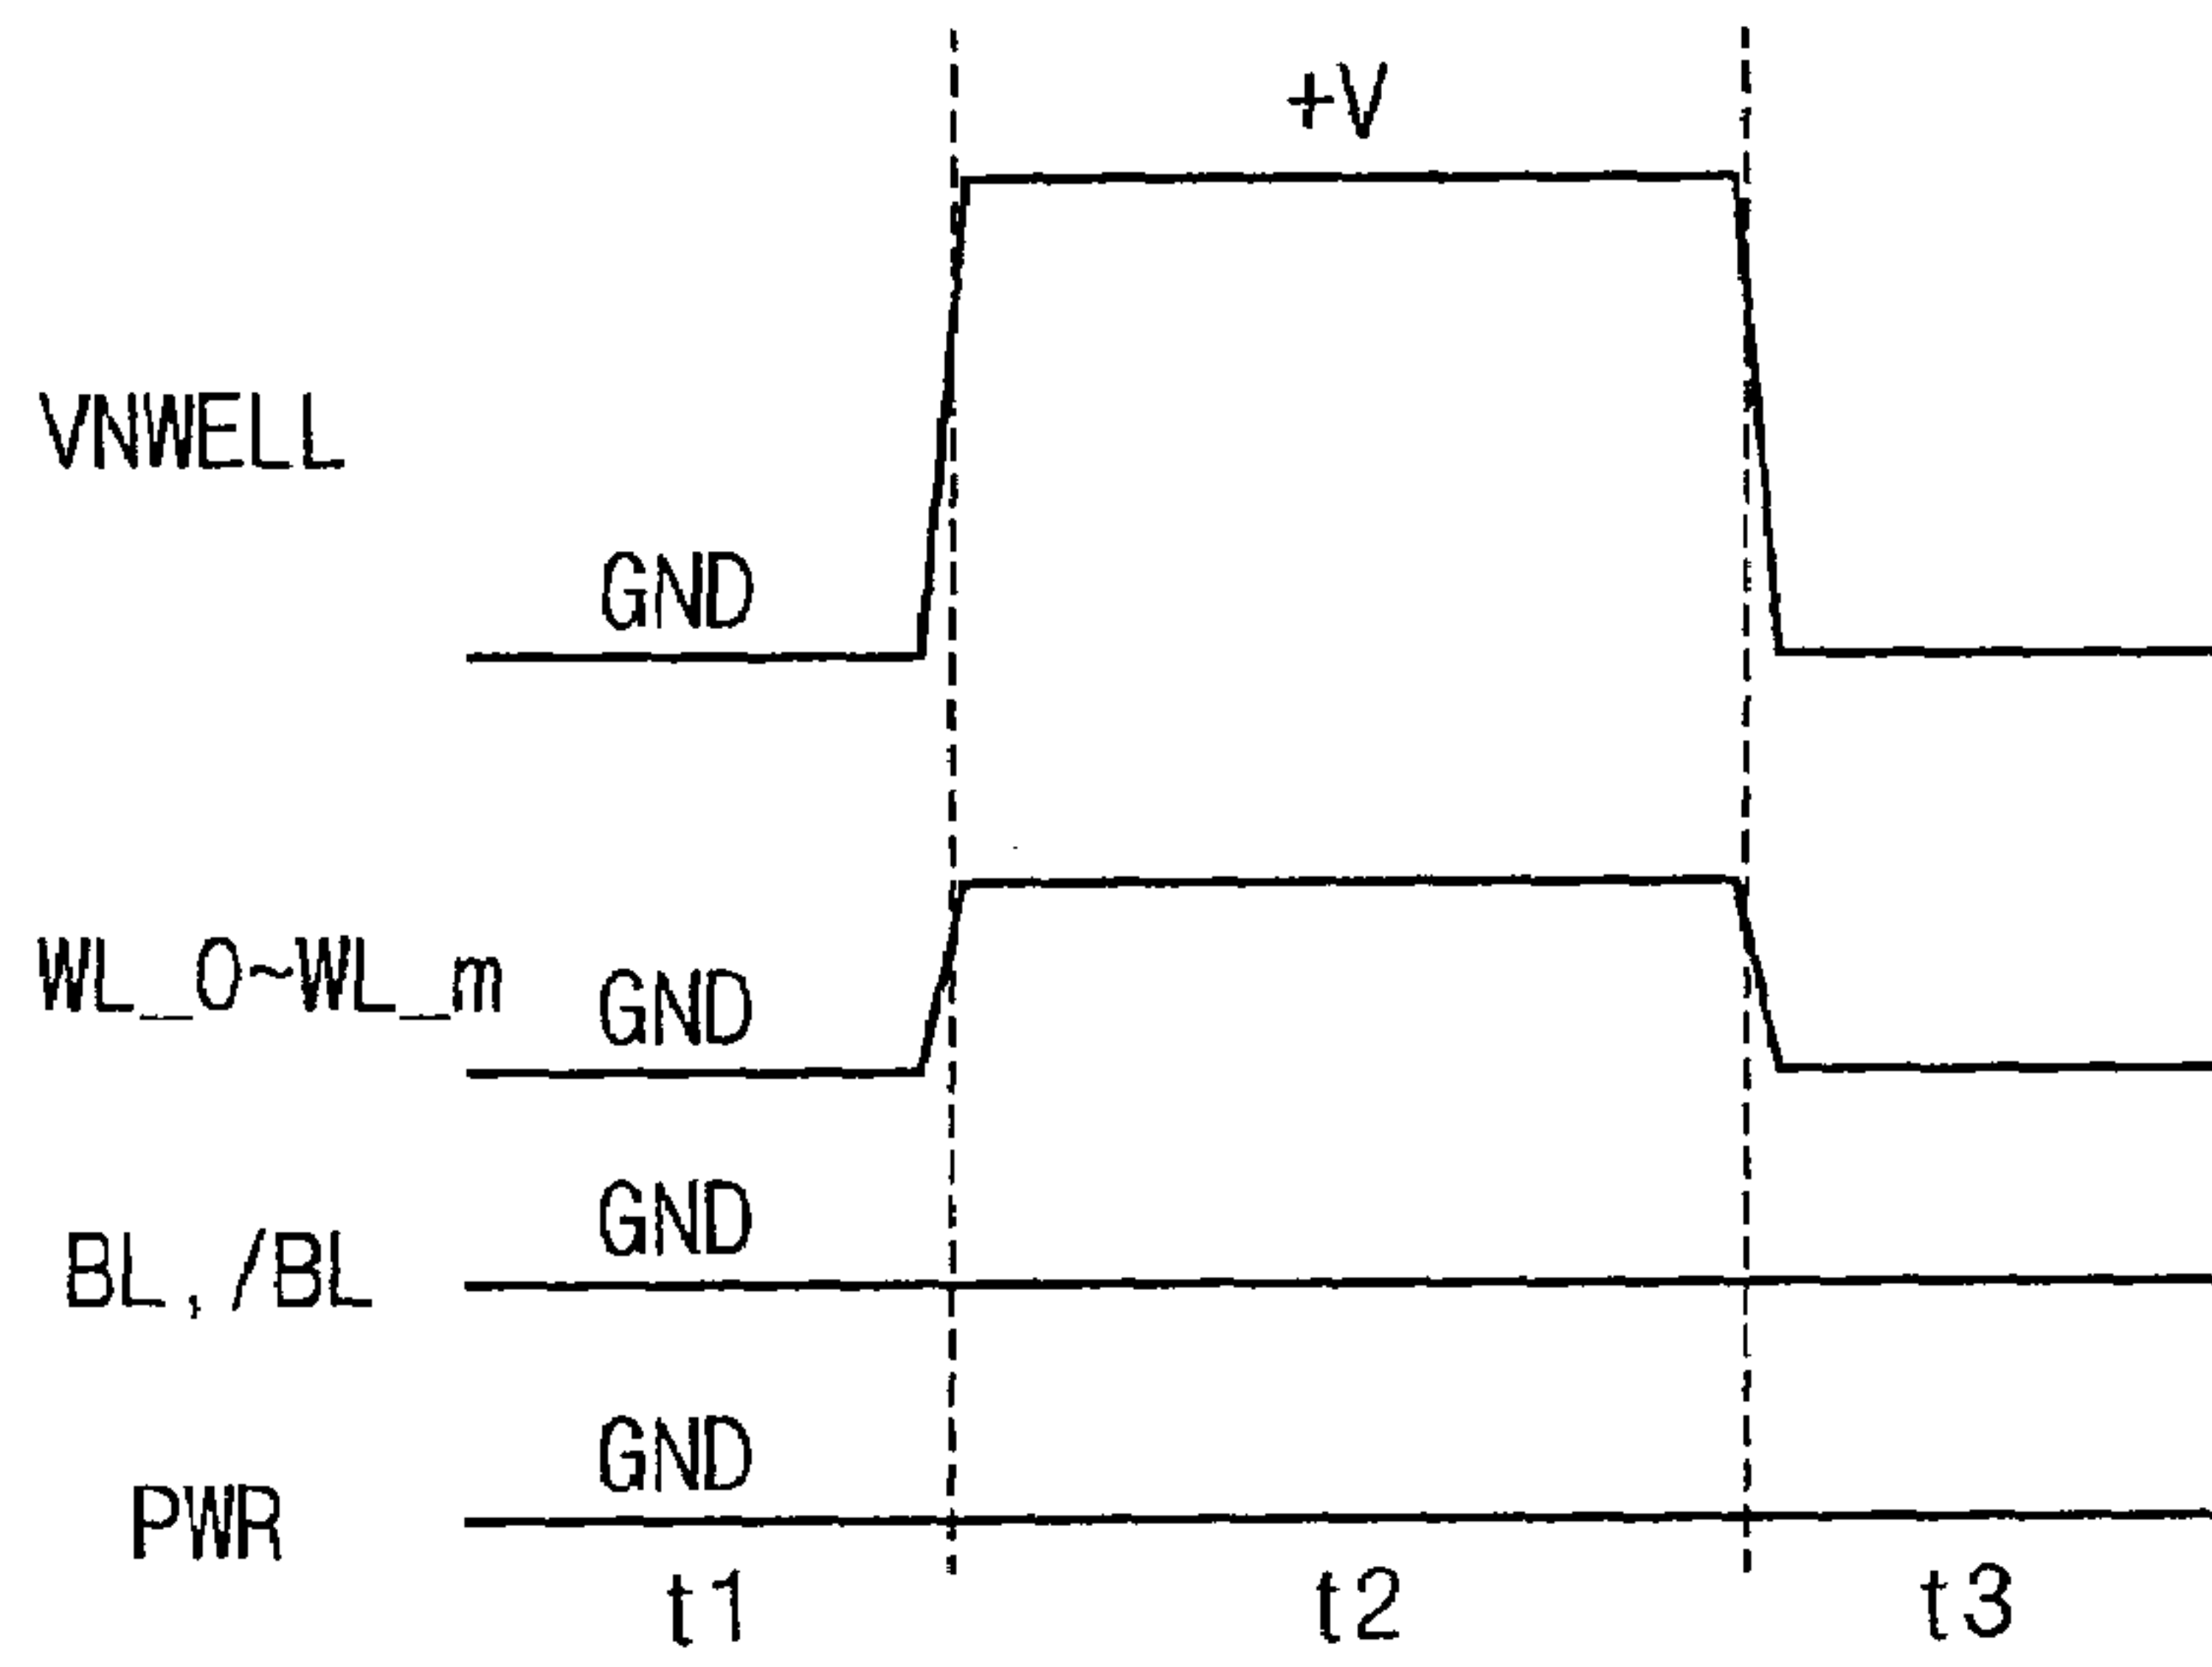 +V
VNWELL
GND
WL_0~WL_m GND
GND
BL, /BL
GND
PWR
t1 t2 t3